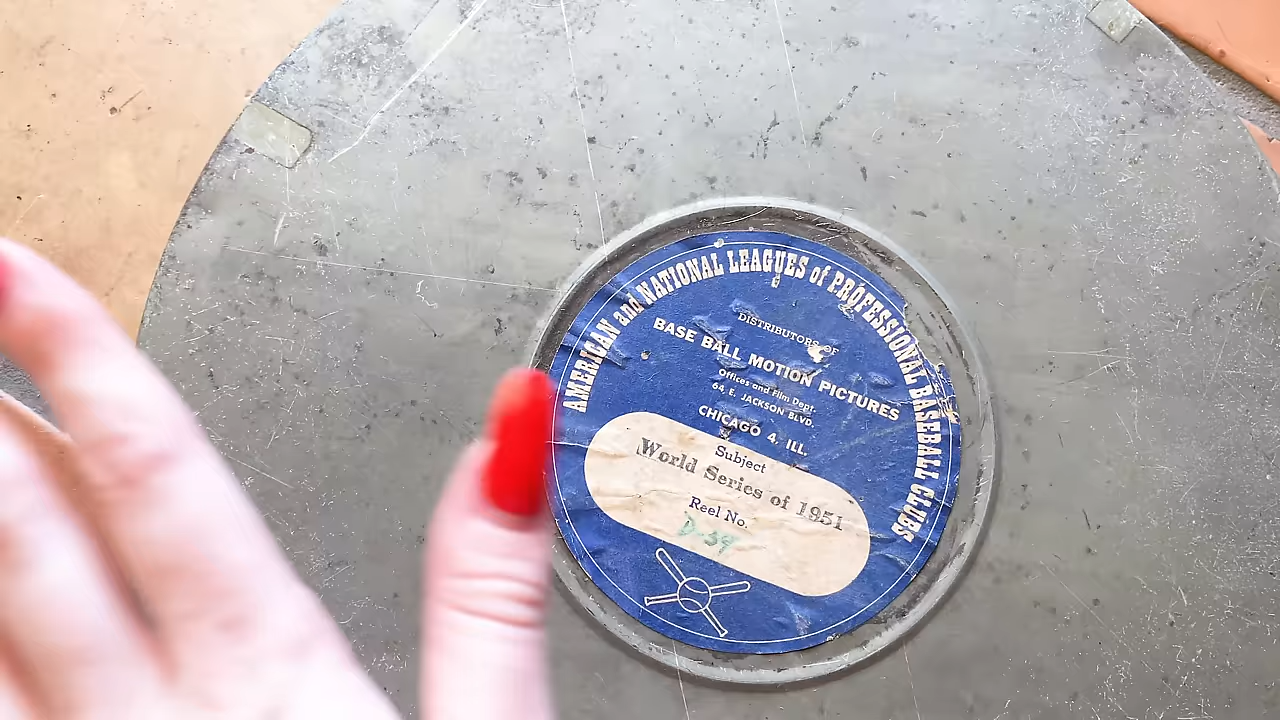 AMERICAN and NATIONAL LEAGUES of PROFESSIONAL BASEBALL CLUBS
DISTRIBUTORS OF
BASE BALL MOTION PICTURES
Offices and Film Dept.
64, E. JACKSON BLVD.
CHICAGO 4, ILL.
Subject
World Series of 1951
Reel No.
D-59